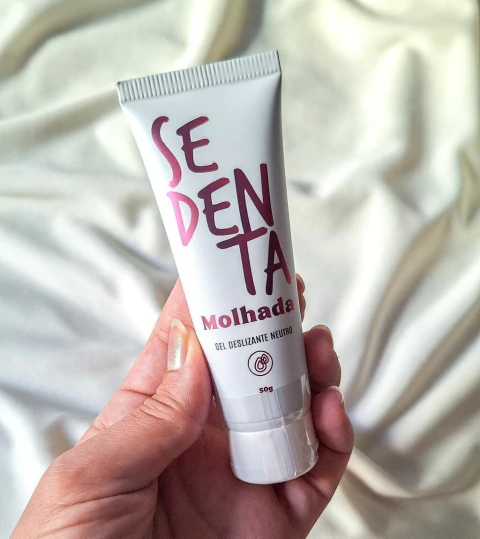 SE
DEN
TA
Molhada
GEL DESLIZANTE NEUTRO
50g